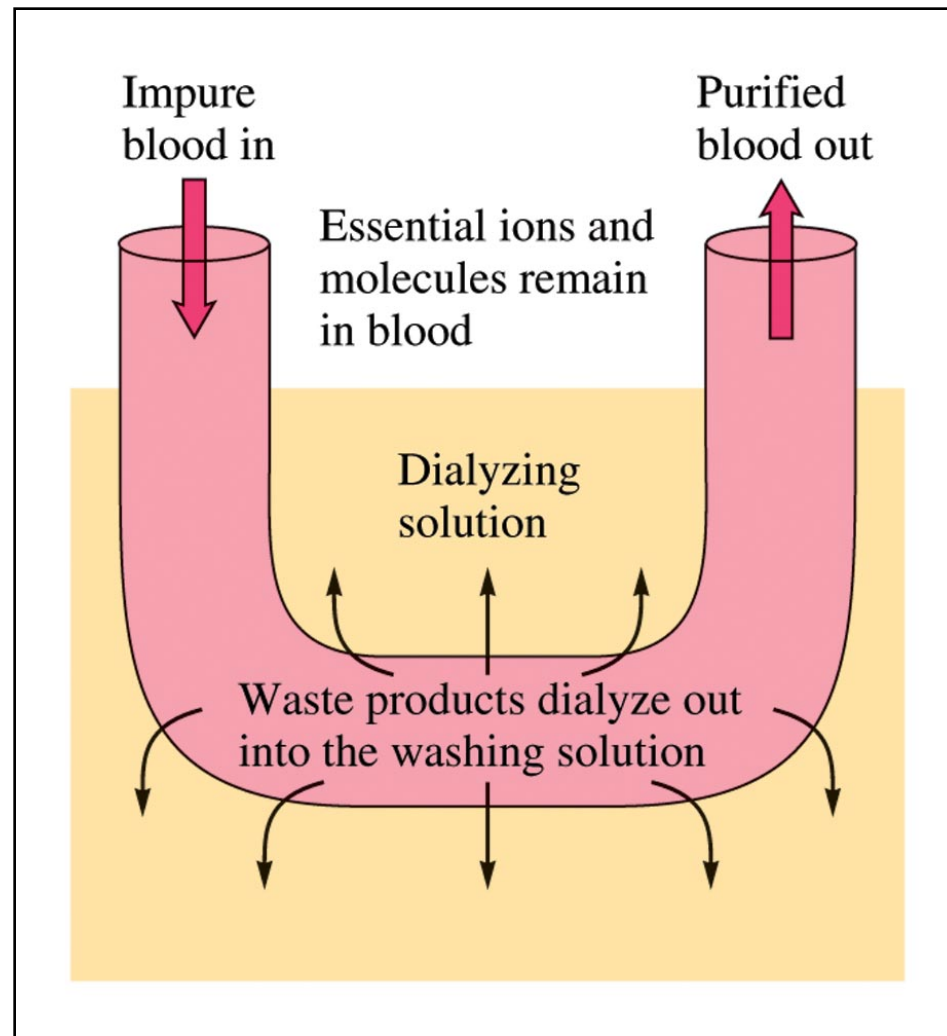 Impure
blood in
Purified
blood out
Essential ions and
molecules remain
in blood
Dialyzing
solution
Waste products dialyze out
into the washing solution